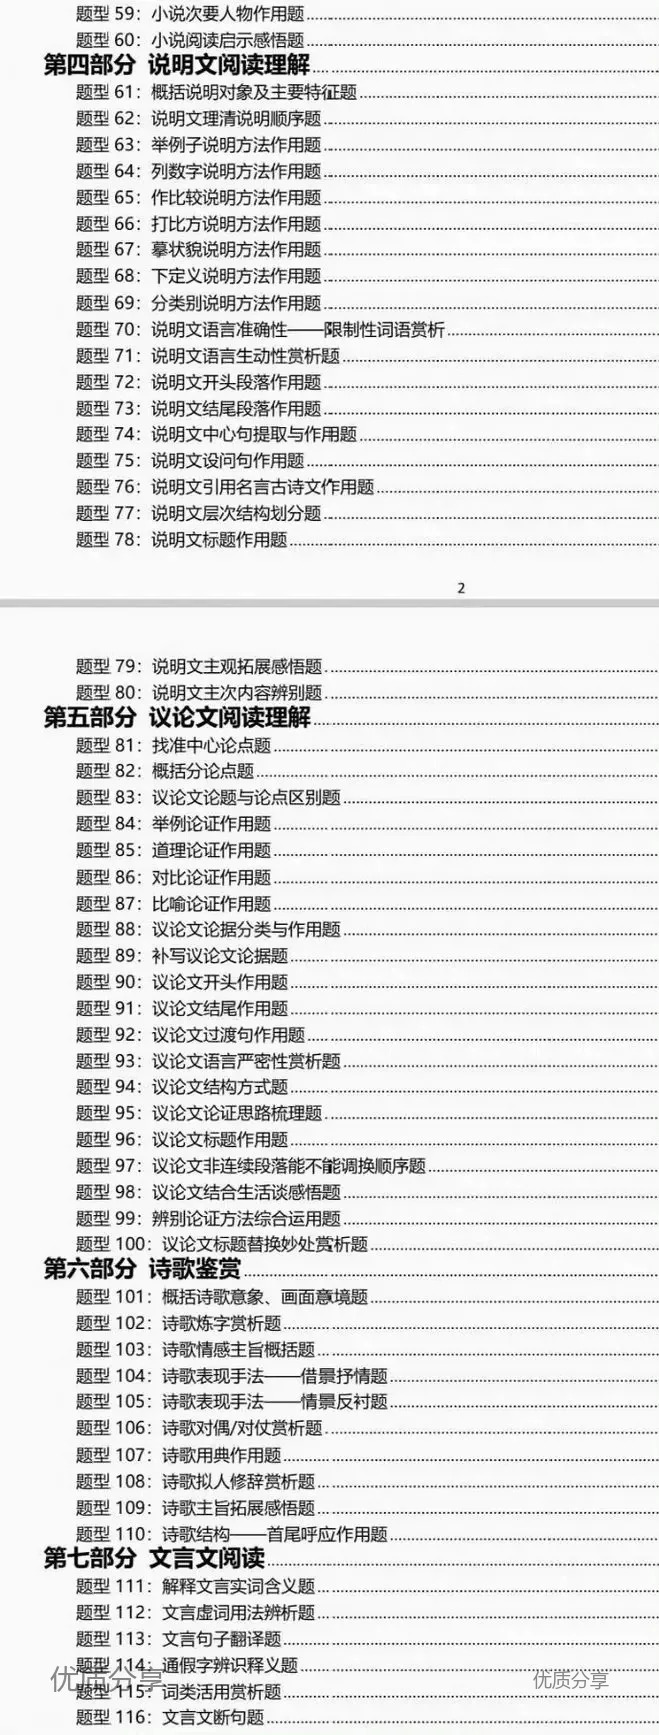 题型 59：小说次要人物作用题
题型 60：小说阅读启示感悟题
第四部分 说明文阅读理解
题型 61：概括说明对象及主要特征题
题型 62：说明文理清说明顺序题
题型 63：举例子说明方法作用题
题型 64：列数字说明方法作用题
题型 65：作比较说明方法作用题
题型 66：打比方说明方法作用题
题型 67：摹状貌说明方法作用题
题型 68：下定义说明方法作用题
题型 69：分类别说明方法作用题
题型 70：说明文语言准确性——限制性词语赏析
题型 71：说明文语言生动性赏析题
题型 72：说明文开头段落作用题
题型 73：说明文结尾段落作用题
题型 74：说明文中心句提取与作用题
题型 75：说明文设问句作用题
题型 76：说明文引用名言古诗文作用题
题型 77：说明文层次结构划分题
题型 78：说明文标题作用题
2
题型 79：说明文主观拓展感悟题
题型 80：说明文主次内容辨别题
第五部分 议论文阅读理解
题型 81：找准中心论点题
题型 82：概括分论点题
题型 83：议论文论题与论点区别题
题型 84：举例论证作用题
题型 85：道理论证作用题
题型 86：对比论证作用题
题型 87：比喻论证作用题
题型 88：议论文论据分类与作用题
题型 89：补写议论文论据题
题型 90：议论文开头作用题
题型 91：议论文结尾作用题
题型 92：议论文过渡句作用题
题型 93：议论文语言严密性赏析题
题型 94：议论文结构方式题
题型 95：议论文论证思路梳理题
题型 96：议论文标题作用题
题型 97：议论文非连续段落能不能调换顺序题
题型 98：议论文结合生活谈感悟题
题型 99：辨别论证方法综合运用题
题型 100：议论文标题替换妙处赏析题
第六部分 诗歌鉴赏
题型 101：概括诗歌意象、画面意境题
题型 102：诗歌炼字赏析题
题型 103：诗歌情感主旨概括题
题型 104：诗歌表现手法——借景抒情题
题型 105：诗歌表现手法——情景反衬题
题型 106：诗歌对偶/对仗赏析题
题型 107：诗歌用典作用题
题型 108：诗歌拟人修辞赏析题
题型 109：诗歌主旨拓展感悟题
题型 110：诗歌结构——首尾呼应作用题
第七部分 文言文阅读
题型 111：解释文言实词含义题
题型 112：文言虚词用法辨析题
题型 113：文言句子翻译题
题型 114：通假字辨识释义题
优质分享
优质分享
题型 115：词类活用赏析题
题型 116：文言文断句题